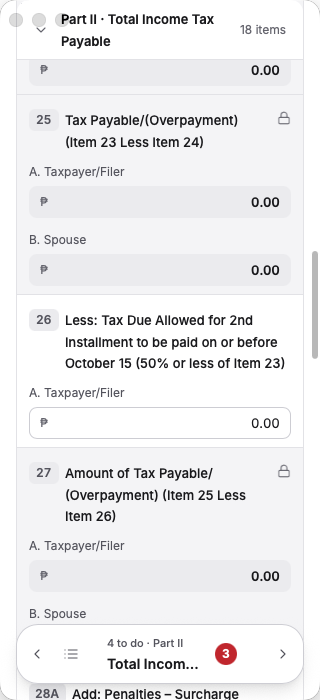 Part II · Total Income Tax
Payable
18 items
₱ 0.00
25 Tax Payable/(Overpayment)
(Item 23 Less Item 24)
A. Taxpayer/Filer
₱ 0.00
B. Spouse
₱ 0.00
26 Less: Tax Due Allowed for 2nd
Installment to be paid on or before
October 15 (50% or less of Item 23)
A. Taxpayer/Filer
₱ 0.00
27 Amount of Tax Payable/
(Overpayment) (Item 25 Less
Item 26)
A. Taxpayer/Filer
₱ 0.00
B. Spouse
4 to do · Part II
Total Incom... 3
28A Add: Penalties – Surcharge